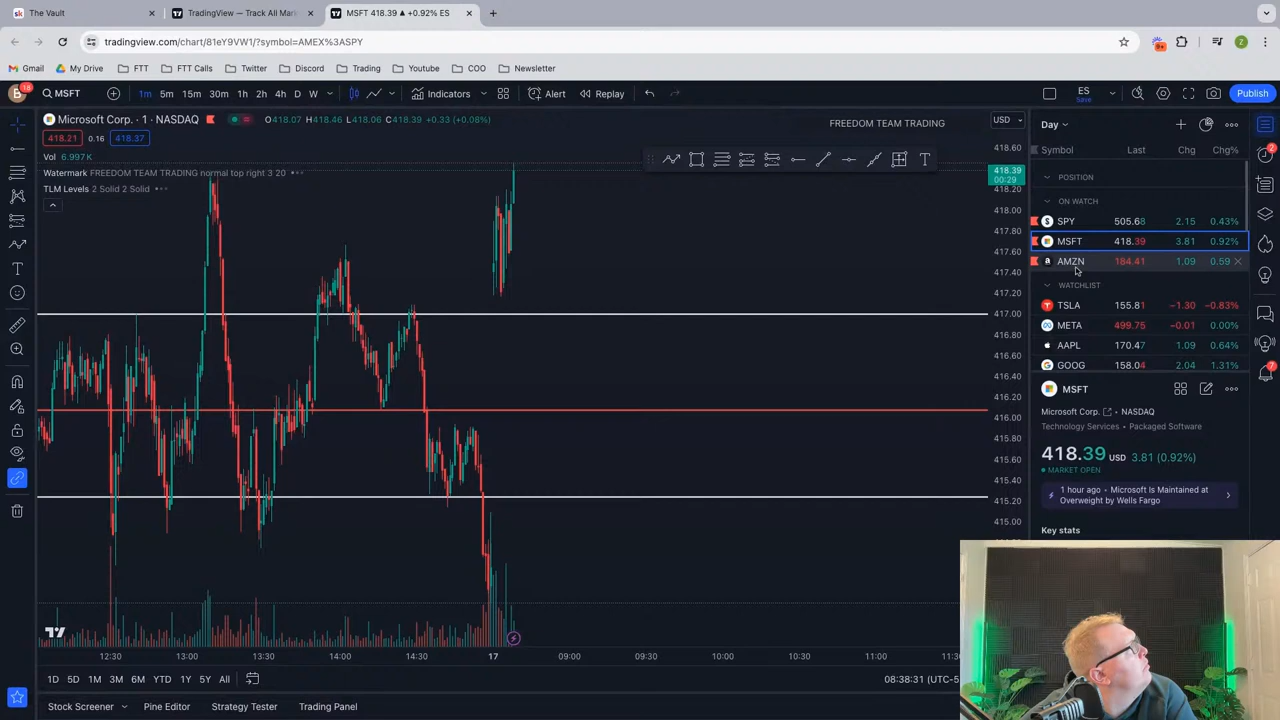 The Vault
TradingView — Track All Mark
MSFT 418.39 ▲ +0.92% ES
tradingview.com/chart/81eY9VW1/?symbol=AMEX%3ASPY
9+
Z
Gmail
My Drive
FTT
FTT Calls
Twitter
Discord
Trading
Youtube
COO
Newsletter
B
18
MSFT
1m 5m 15m 30m 1h 2h 4h D W
Indicators
Alert
Replay
ES
Save
Publish
Microsoft Corp. · 1 · NASDAQ
O418.07 H418.46 L418.06 C418.39 +0.33 (+0.08%)
418.21 0.16 418.37
Vol 6.997K
Watermark FREEDOM TEAM TRADING normal top right 3 20
TLM Levels 2 Solid 2 Solid
FREEDOM TEAM TRADING
USD
418.60
418.39
00:29
418.20
418.00
417.80
417.60
417.40
417.20
417.00
416.80
416.60
416.40
416.20
416.00
415.80
415.60
415.40
415.20
415.00
12:30 13:00 13:30 14:00 14:30 17 09:00 09:30 10:00 10:30 11:00 11:30
1D 5D 1M 3M 6M YTD 1Y 5Y All
08:38:31 (UTC-5
Stock Screener
Pine Editor
Strategy Tester
Trading Panel
Day
Symbol Last Chg Chg%
POSITION
ON WATCH
SPY 505.68 2.15 0.43%
MSFT 418.39 3.81 0.92%
AMZN 184.41 1.09 0.59
WATCHLIST
TSLA 155.81 −1.30 −0.83%
META 499.75 −0.01 0.00%
AAPL 170.47 1.09 0.64%
GOOG 158.04 2.04 1.31%
MSFT
Microsoft Corp. NASDAQ
Technology Services • Packaged Software
418.39 USD 3.81 (0.92%)
MARKET OPEN
1 hour ago • Microsoft Is Maintained at
Overweight by Wells Fargo
Key stats
2
7